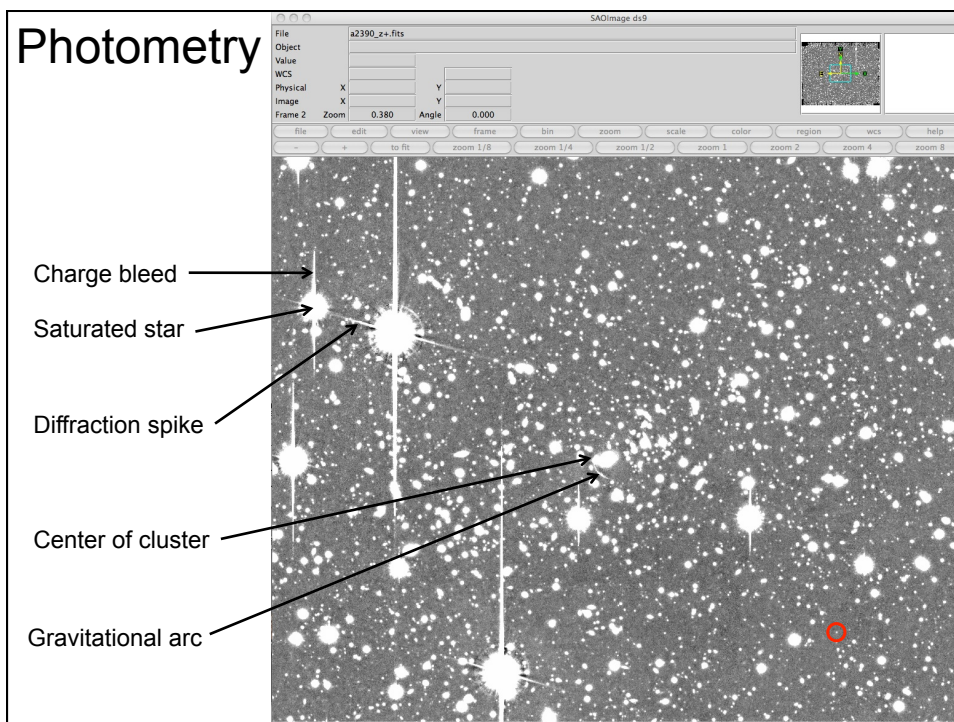 Photometry
SAOImage ds9
File a2390_z+.fits
Object
Value
WCS
Physical X Y
Image X Y
Frame 2 Zoom 0.380 Angle 0.000
file edit view frame bin zoom scale color region wcs help
- + to fit zoom 1/8 zoom 1/4 zoom 1/2 zoom 1 zoom 2 zoom 4 zoom 8
Charge bleed
Saturated star
Diffraction spike
Center of cluster
Gravitational arc